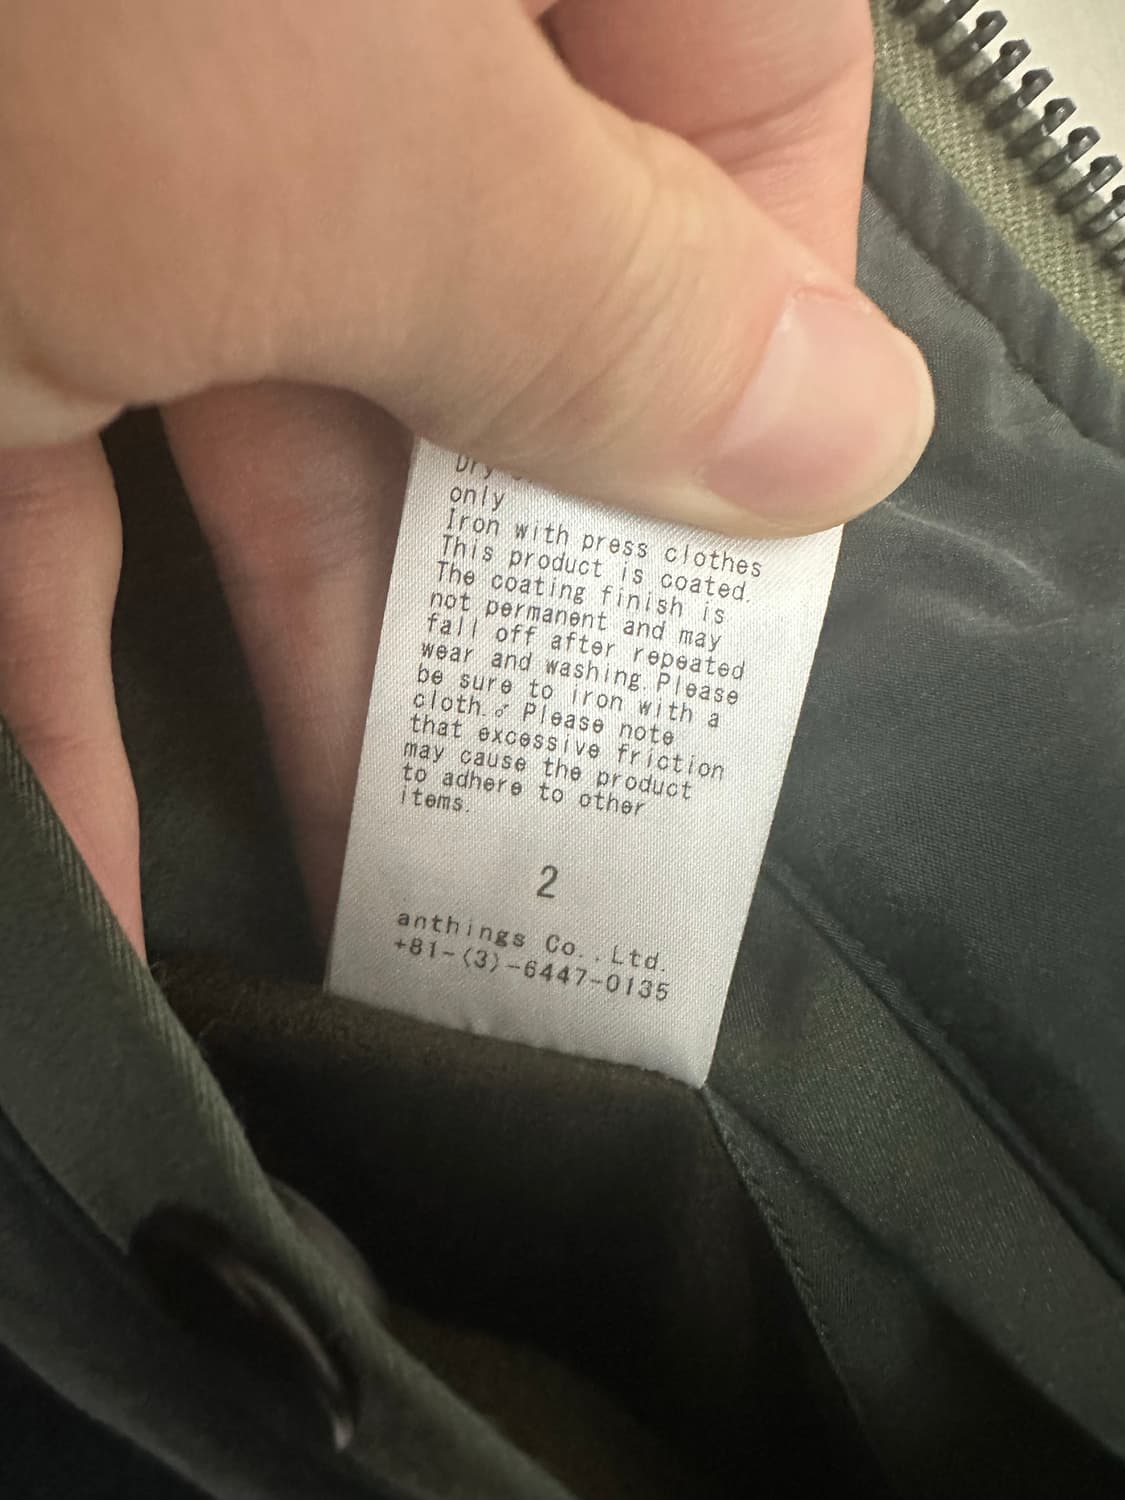 Dry
only
Iron with press clothes
This product is coated.
The coating finish is
not permanent and may
fall off after repeated
wear and washing. Please
be sure to iron with a
cloth.♂ Please note
that excessive friction
may cause the product
to adhere to other
items.
2
anthings Co.,Ltd.
+81-(3)-6447-0135